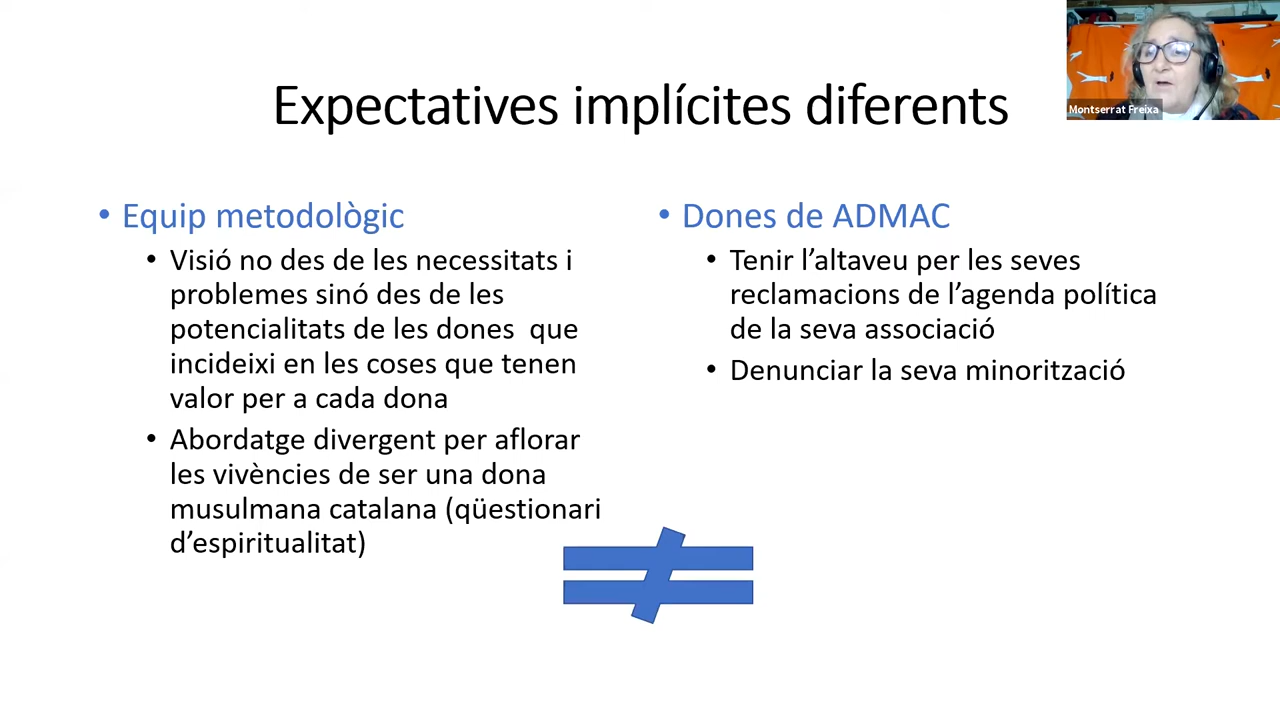 Expectatives implícites diferents
Montserrat Freixa
• Equip metodològic
• Visió no des de les necessitats i
problemes sinó des de les
potencialitats de les dones  que
incideixi en les coses que tenen
valor per a cada dona
• Abordatge divergent per aflorar
les vivències de ser una dona
musulmana catalana (qüestionari
d’espiritualitat)
• Dones de ADMAC
• Tenir l’altaveu per les seves
reclamacions de l’agenda política
de la seva associació
• Denunciar la seva minorització